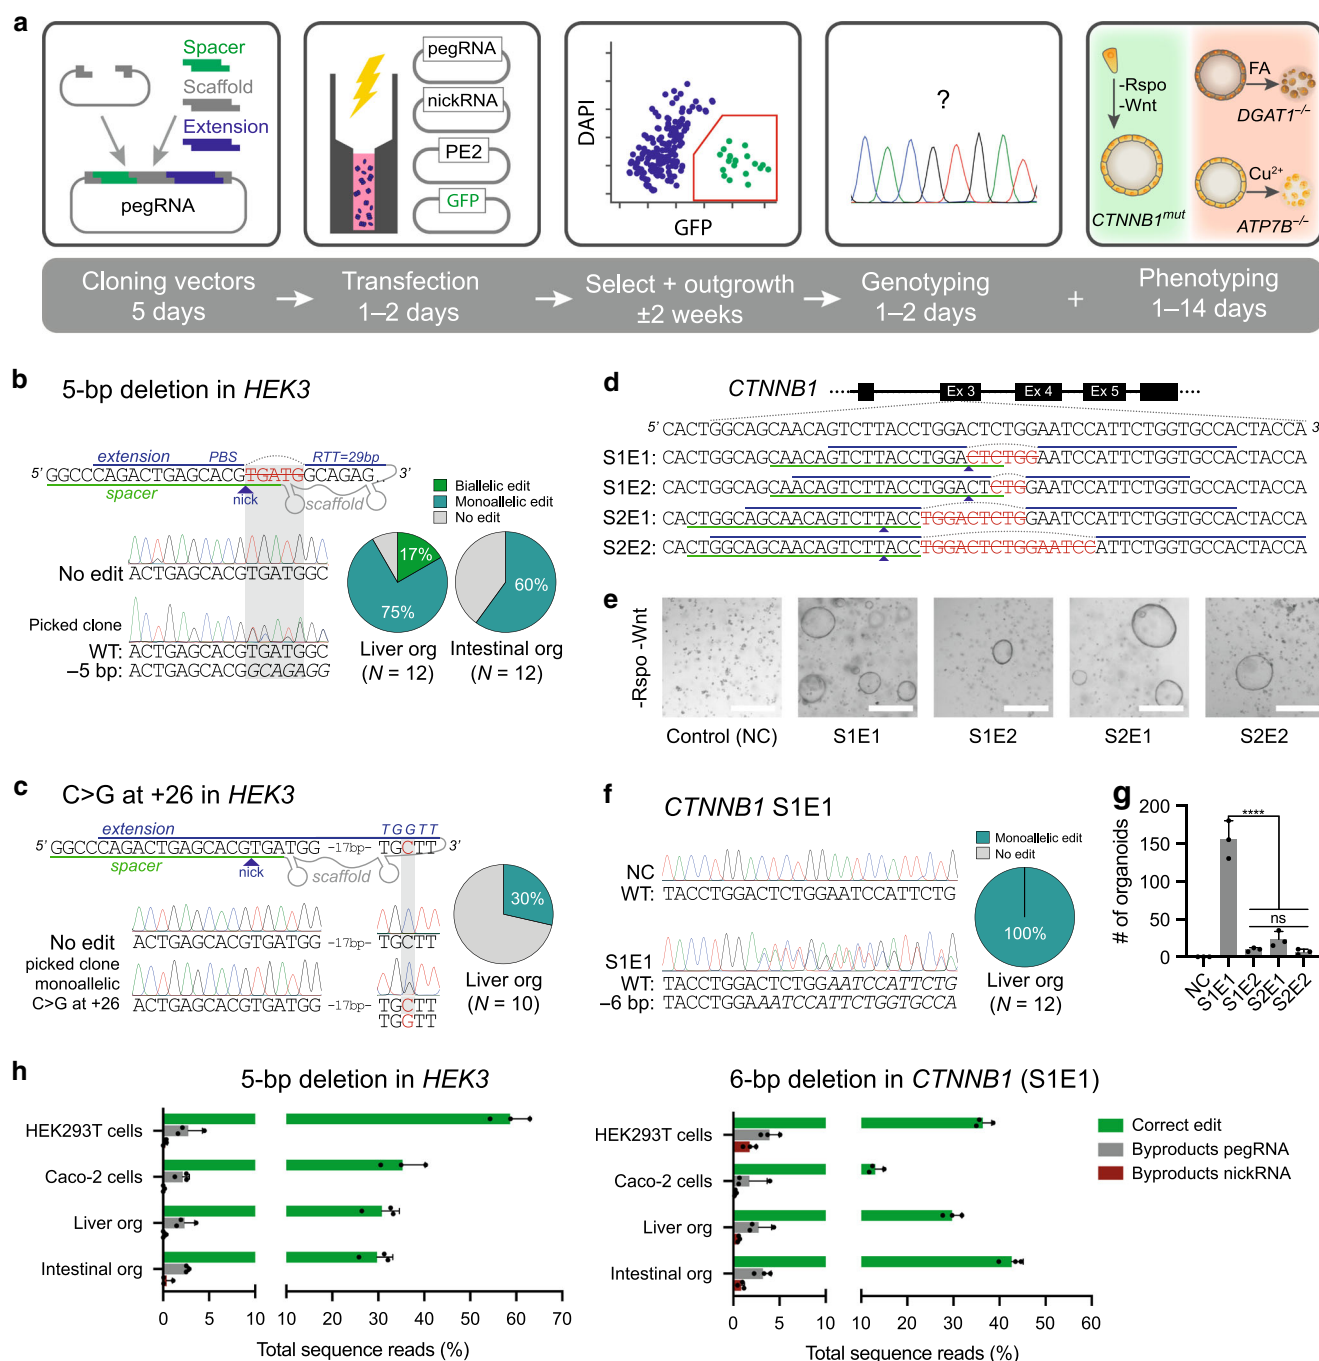 a
Spacer
Scaffold
Extension
pegRNA
pegRNA
nickRNA
PE2
GFP
DAPI
GFP
?
-Rspo
-Wnt
CTNNB1mut
FA
DGAT1−/−
Cu2+
ATP7B−/−
Cloning vectors
5 days
Transfection
1–2 days
Select + outgrowth
±2 weeks
Genotyping
1–2 days
+
Phenotyping
1–14 days
b
5-bp deletion in HEK3
extension PBS RTT=29bp
5' GGCCCAGACTGAGCACGTGATGGCAGAG.. 3'
spacer
nick
scaffold
No edit
ACTGAGCACGTGATGGC
Picked clone
WT: ACTGAGCACGTGATGGC
−5 bp: ACTGAGCACGGCAGAGG
Biallelic edit
Monoallelic edit
No edit
17%
75%
Liver org
(N = 12)
60%
Intestinal org
(N = 12)
c
C>G at +26 in HEK3
extension TGGTT
5' GGCCCAGACTGAGCACGTGATGG -17bp- TGCTT 3'
spacer
nick
scaffold
No edit
ACTGAGCACGTGATGG -17bp- TGCTT
picked clone
monoallelic
C>G at +26
ACTGAGCACGTGATGG -17bp- TGCTT
TGGTT
30%
Liver org
(N = 10)
d
CTNNB1
Ex 3
Ex 4
Ex 5
5' CACTGGCAGCAACAGTCTTACCTGGACTCTGGAATCCATTCTGGTGCCACTACCA 3'
S1E1: CACTGGCAGCAACAGTCTTACCTGGACTCTGGAATCCATTCTGGTGCCACTACCA
S1E2: CACTGGCAGCAACAGTCTTACCTGGACTCTGGAATCCATTCTGGTGCCACTACCA
S2E1: CACTGGCAGCAACAGTCTTACCTGGACTCTGGAATCCATTCTGGTGCCACTACCA
S2E2: CACTGGCAGCAACAGTCTTACCTGGACTCTGGAATCCATTCTGGTGCCACTACCA
e
-Rspo -Wnt
Control (NC)
S1E1
S1E2
S2E1
S2E2
f
CTNNB1 S1E1
NC
WT: TACCTGGACTCTGGAATCCATTCTG
S1E1
WT: TACCTGGACTCTGGAATCCATTCTG
−6 bp: TACCTGGAAATCCATTCTGGTGCCA
Monoallelic edit
No edit
100%
Liver org
(N = 12)
g
# of organoids
200
150
100
50
0
****
ns
NC
S1E1
S1E2
S2E1
S2E2
h
5-bp deletion in HEK3
HEK293T cells
Caco-2 cells
Liver org
Intestinal org
0 5 10 10 20 30 40 50 60 70
Total sequence reads (%)
6-bp deletion in CTNNB1 (S1E1)
HEK293T cells
Caco-2 cells
Liver org
Intestinal org
0 5 10 10 20 30 40 50 60
Total sequence reads (%)
Correct edit
Byproducts pegRNA
Byproducts nickRNA